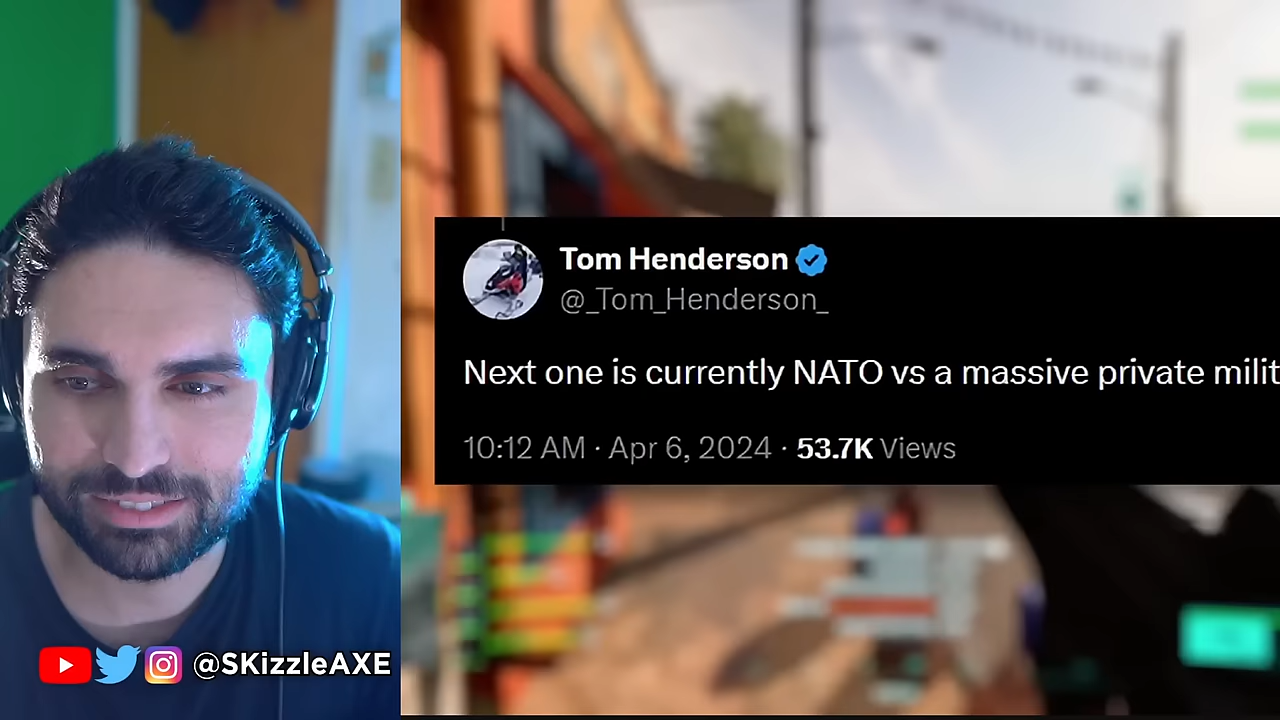 Tom Henderson
@_Tom_Henderson_
Next one is currently NATO vs a massive private milit
10:12 AM · Apr 6, 2024 · 53.7K Views
@SKizzleAXE